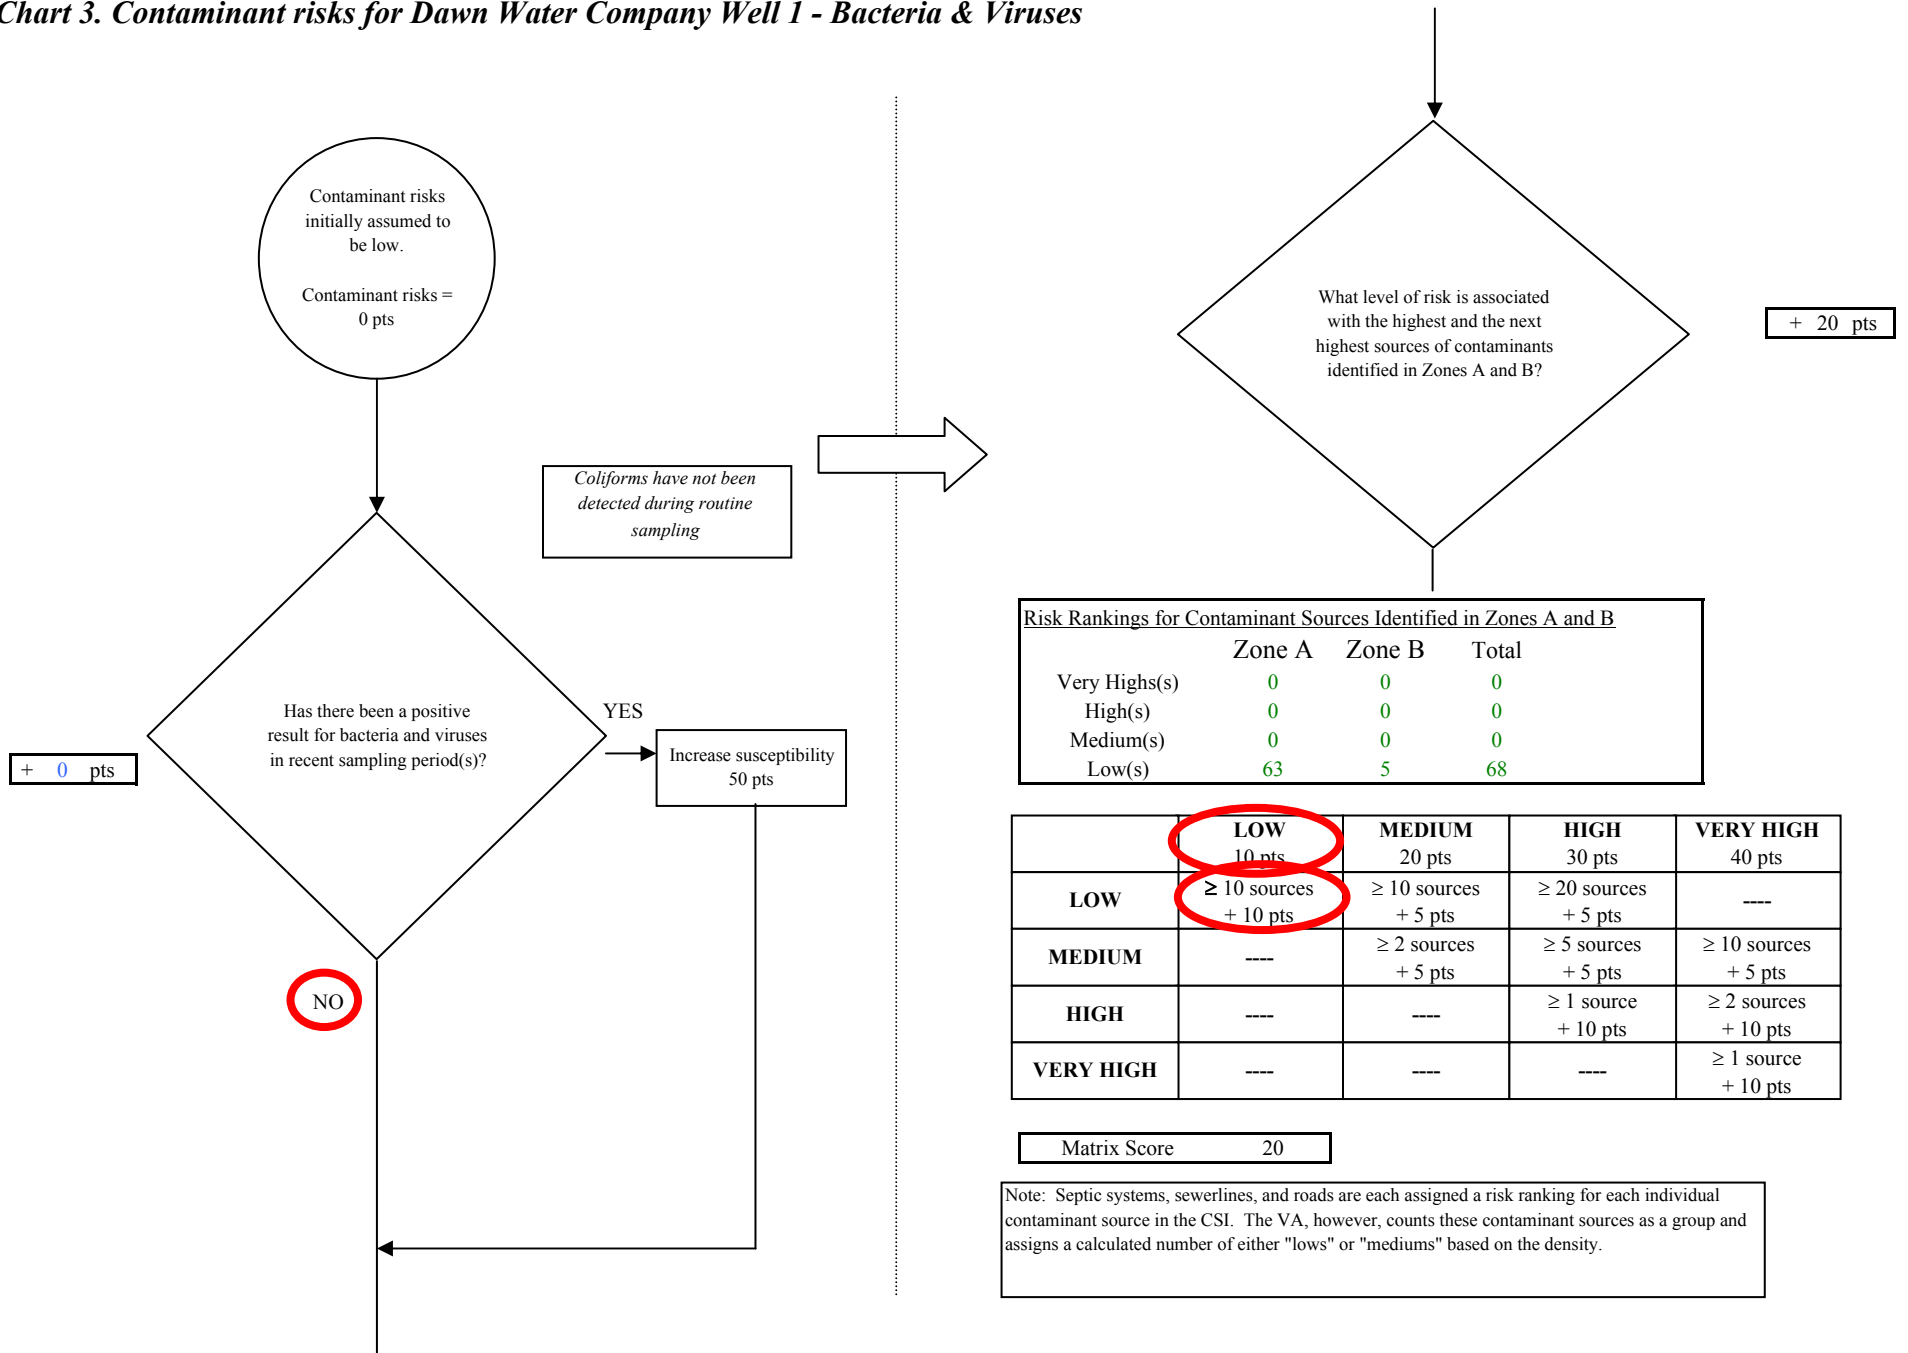 Chart 3. Contaminant risks for Dawn Water Company Well 1 - Bacteria & Viruses
Contaminant risks
initially assumed to
be low.
Contaminant risks =
0 pts
Coliforms have not been
detected during routine
sampling
Has there been a positive
result for bacteria and viruses
in recent sampling period(s)?
YES
Increase susceptibility
50 pts
+ 0 pts
NO
What level of risk is associated
with the highest and the next
highest sources of contaminants
identified in Zones A and B?
+ 20 pts
Risk Rankings for Contaminant Sources Identified in Zones A and B
Zone A Zone B Total
Very Highs(s) 0 0 0
High(s) 0 0 0
Medium(s) 0 0 0
Low(s) 63 5 68
LOW MEDIUM HIGH VERY HIGH
10 pts 20 pts 30 pts 40 pts
LOW ≥ 10 sources ≥ 10 sources ≥ 20 sources ----
+ 10 pts + 5 pts + 5 pts
MEDIUM ---- ≥ 2 sources ≥ 5 sources ≥ 10 sources
+ 5 pts + 5 pts + 5 pts
HIGH ---- ---- ≥ 1 source ≥ 2 sources
+ 10 pts + 10 pts
VERY HIGH ---- ---- ---- ≥ 1 source
+ 10 pts
Matrix Score 20
Note: Septic systems, sewerlines, and roads are each assigned a risk ranking for each individual
contaminant source in the CSI. The VA, however, counts these contaminant sources as a group and
assigns a calculated number of either "lows" or "mediums" based on the density.